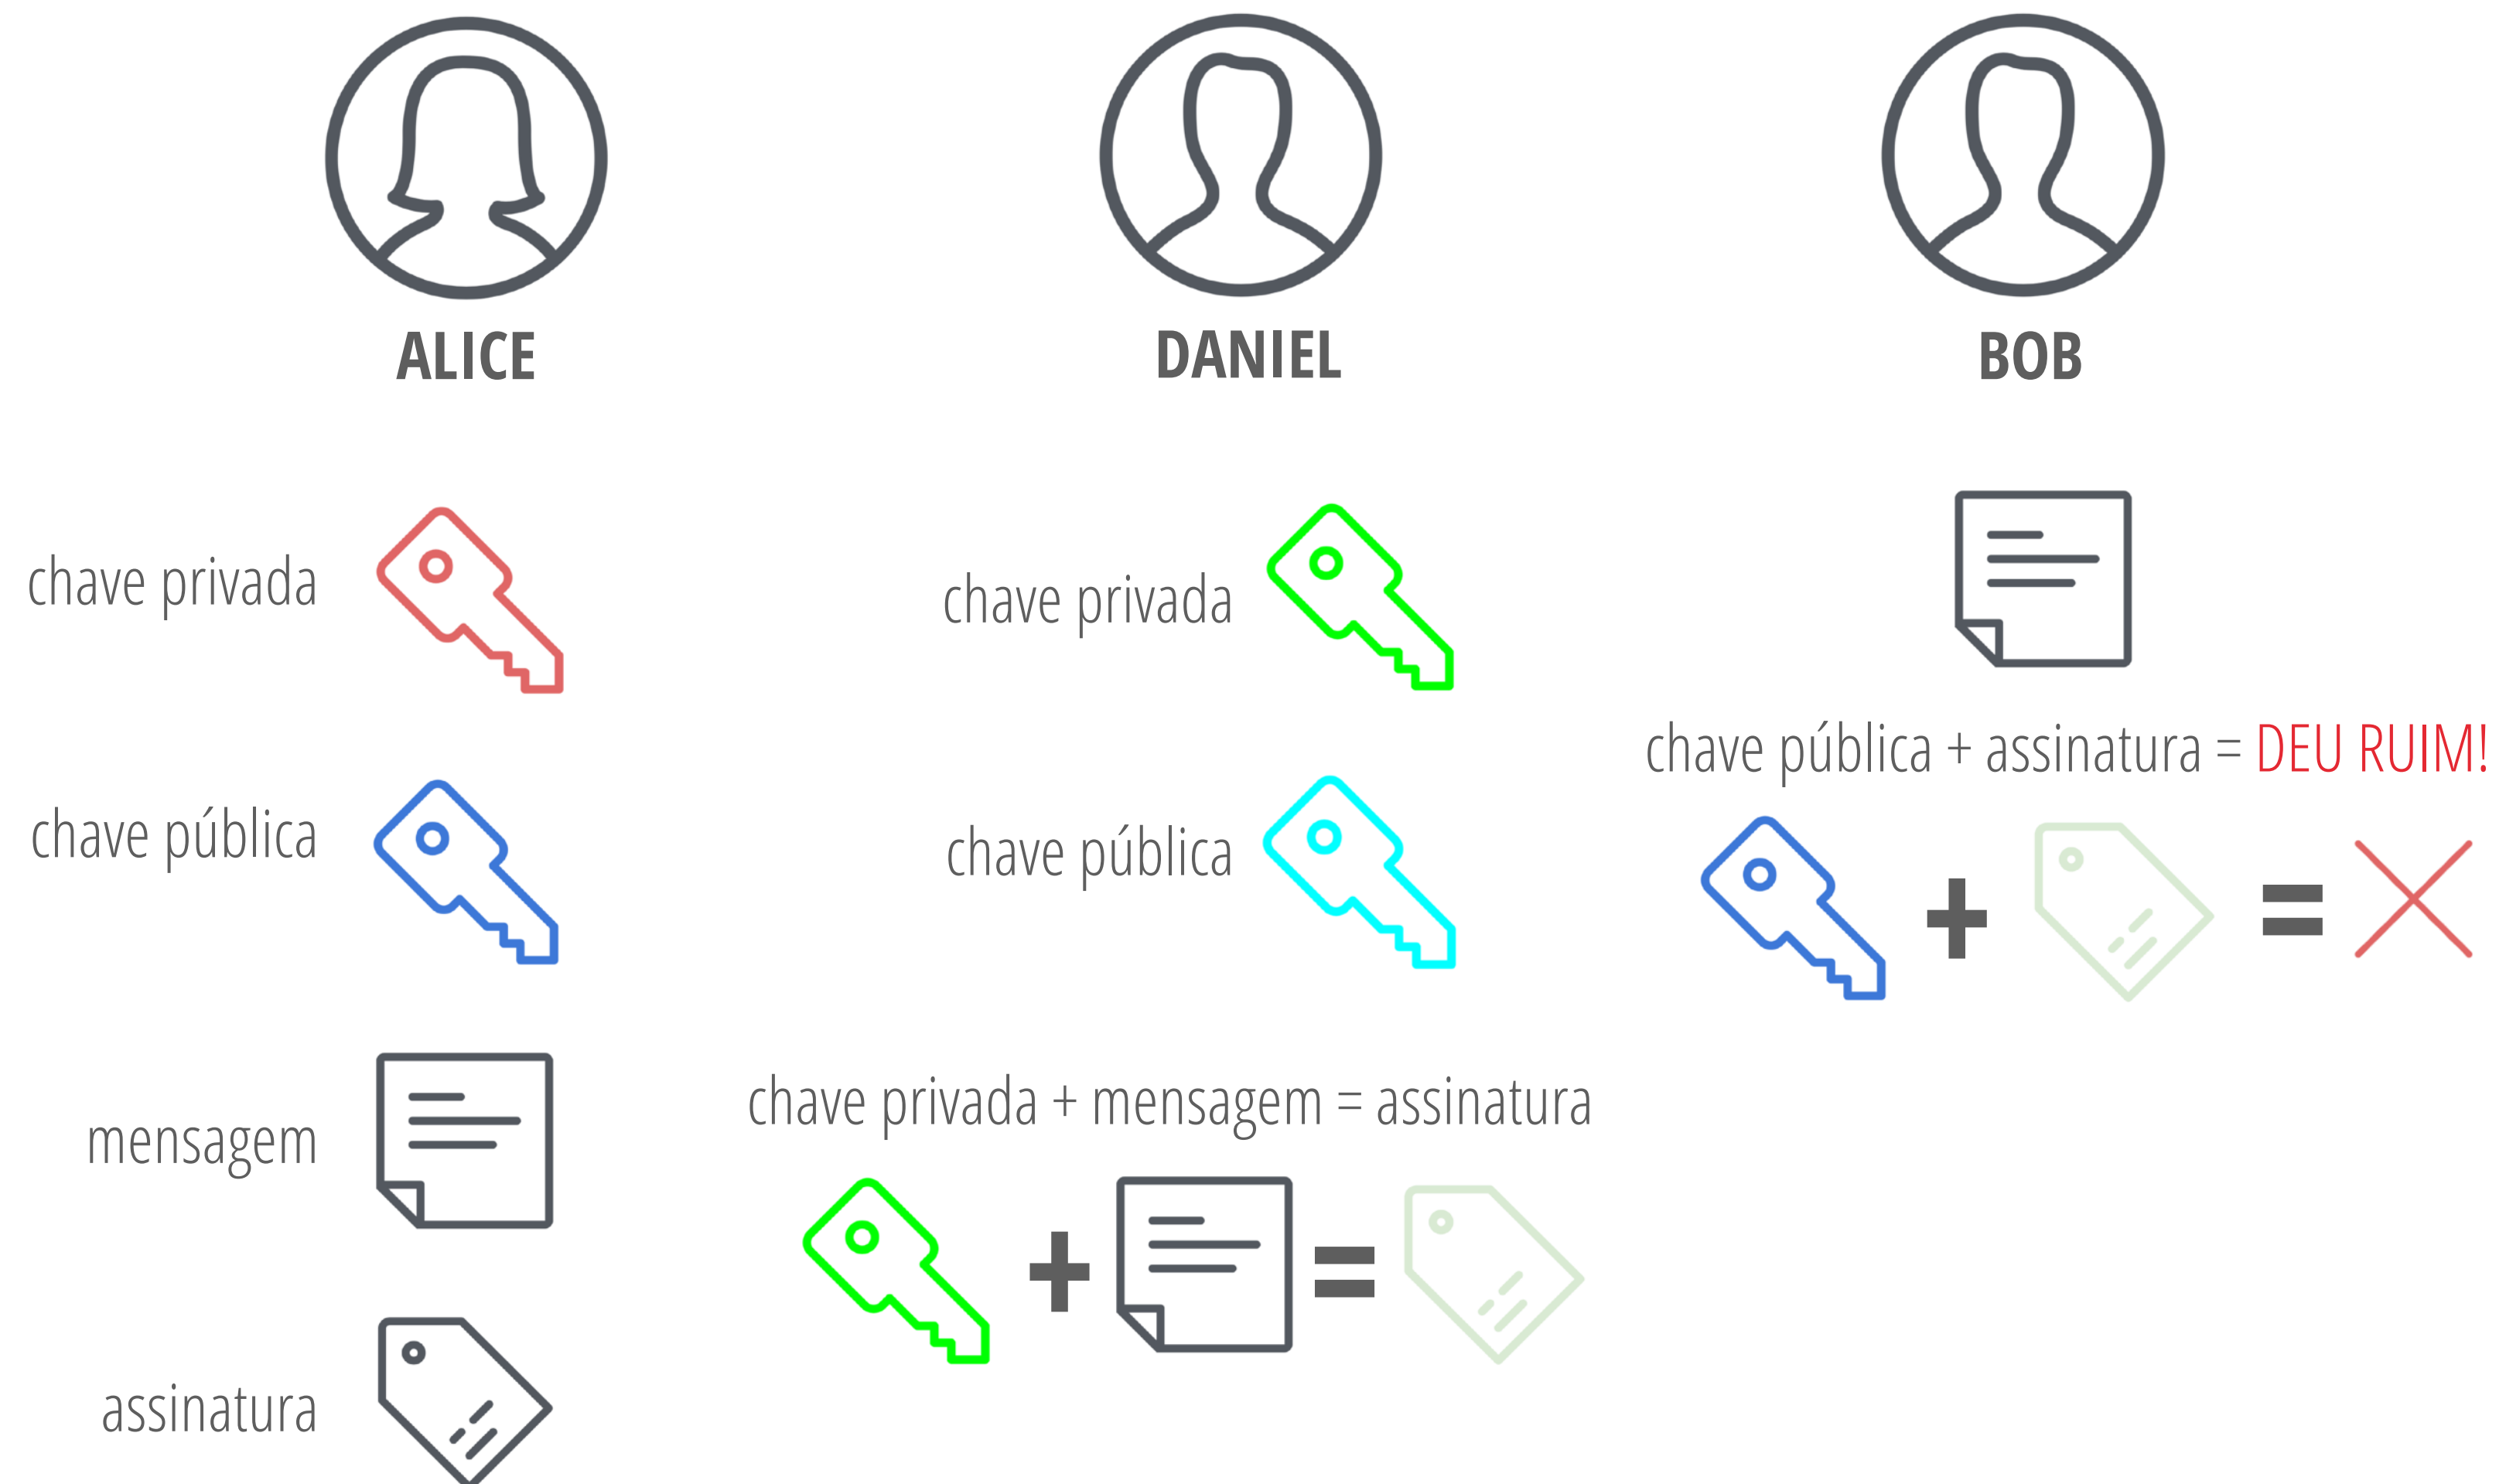 ALICE
DANIEL
BOB
chave privada
chave pública
mensagem
assinatura
chave privada
chave pública
chave privada + mensagem = assinatura
chave pública + assinatura = DEU RUIM!